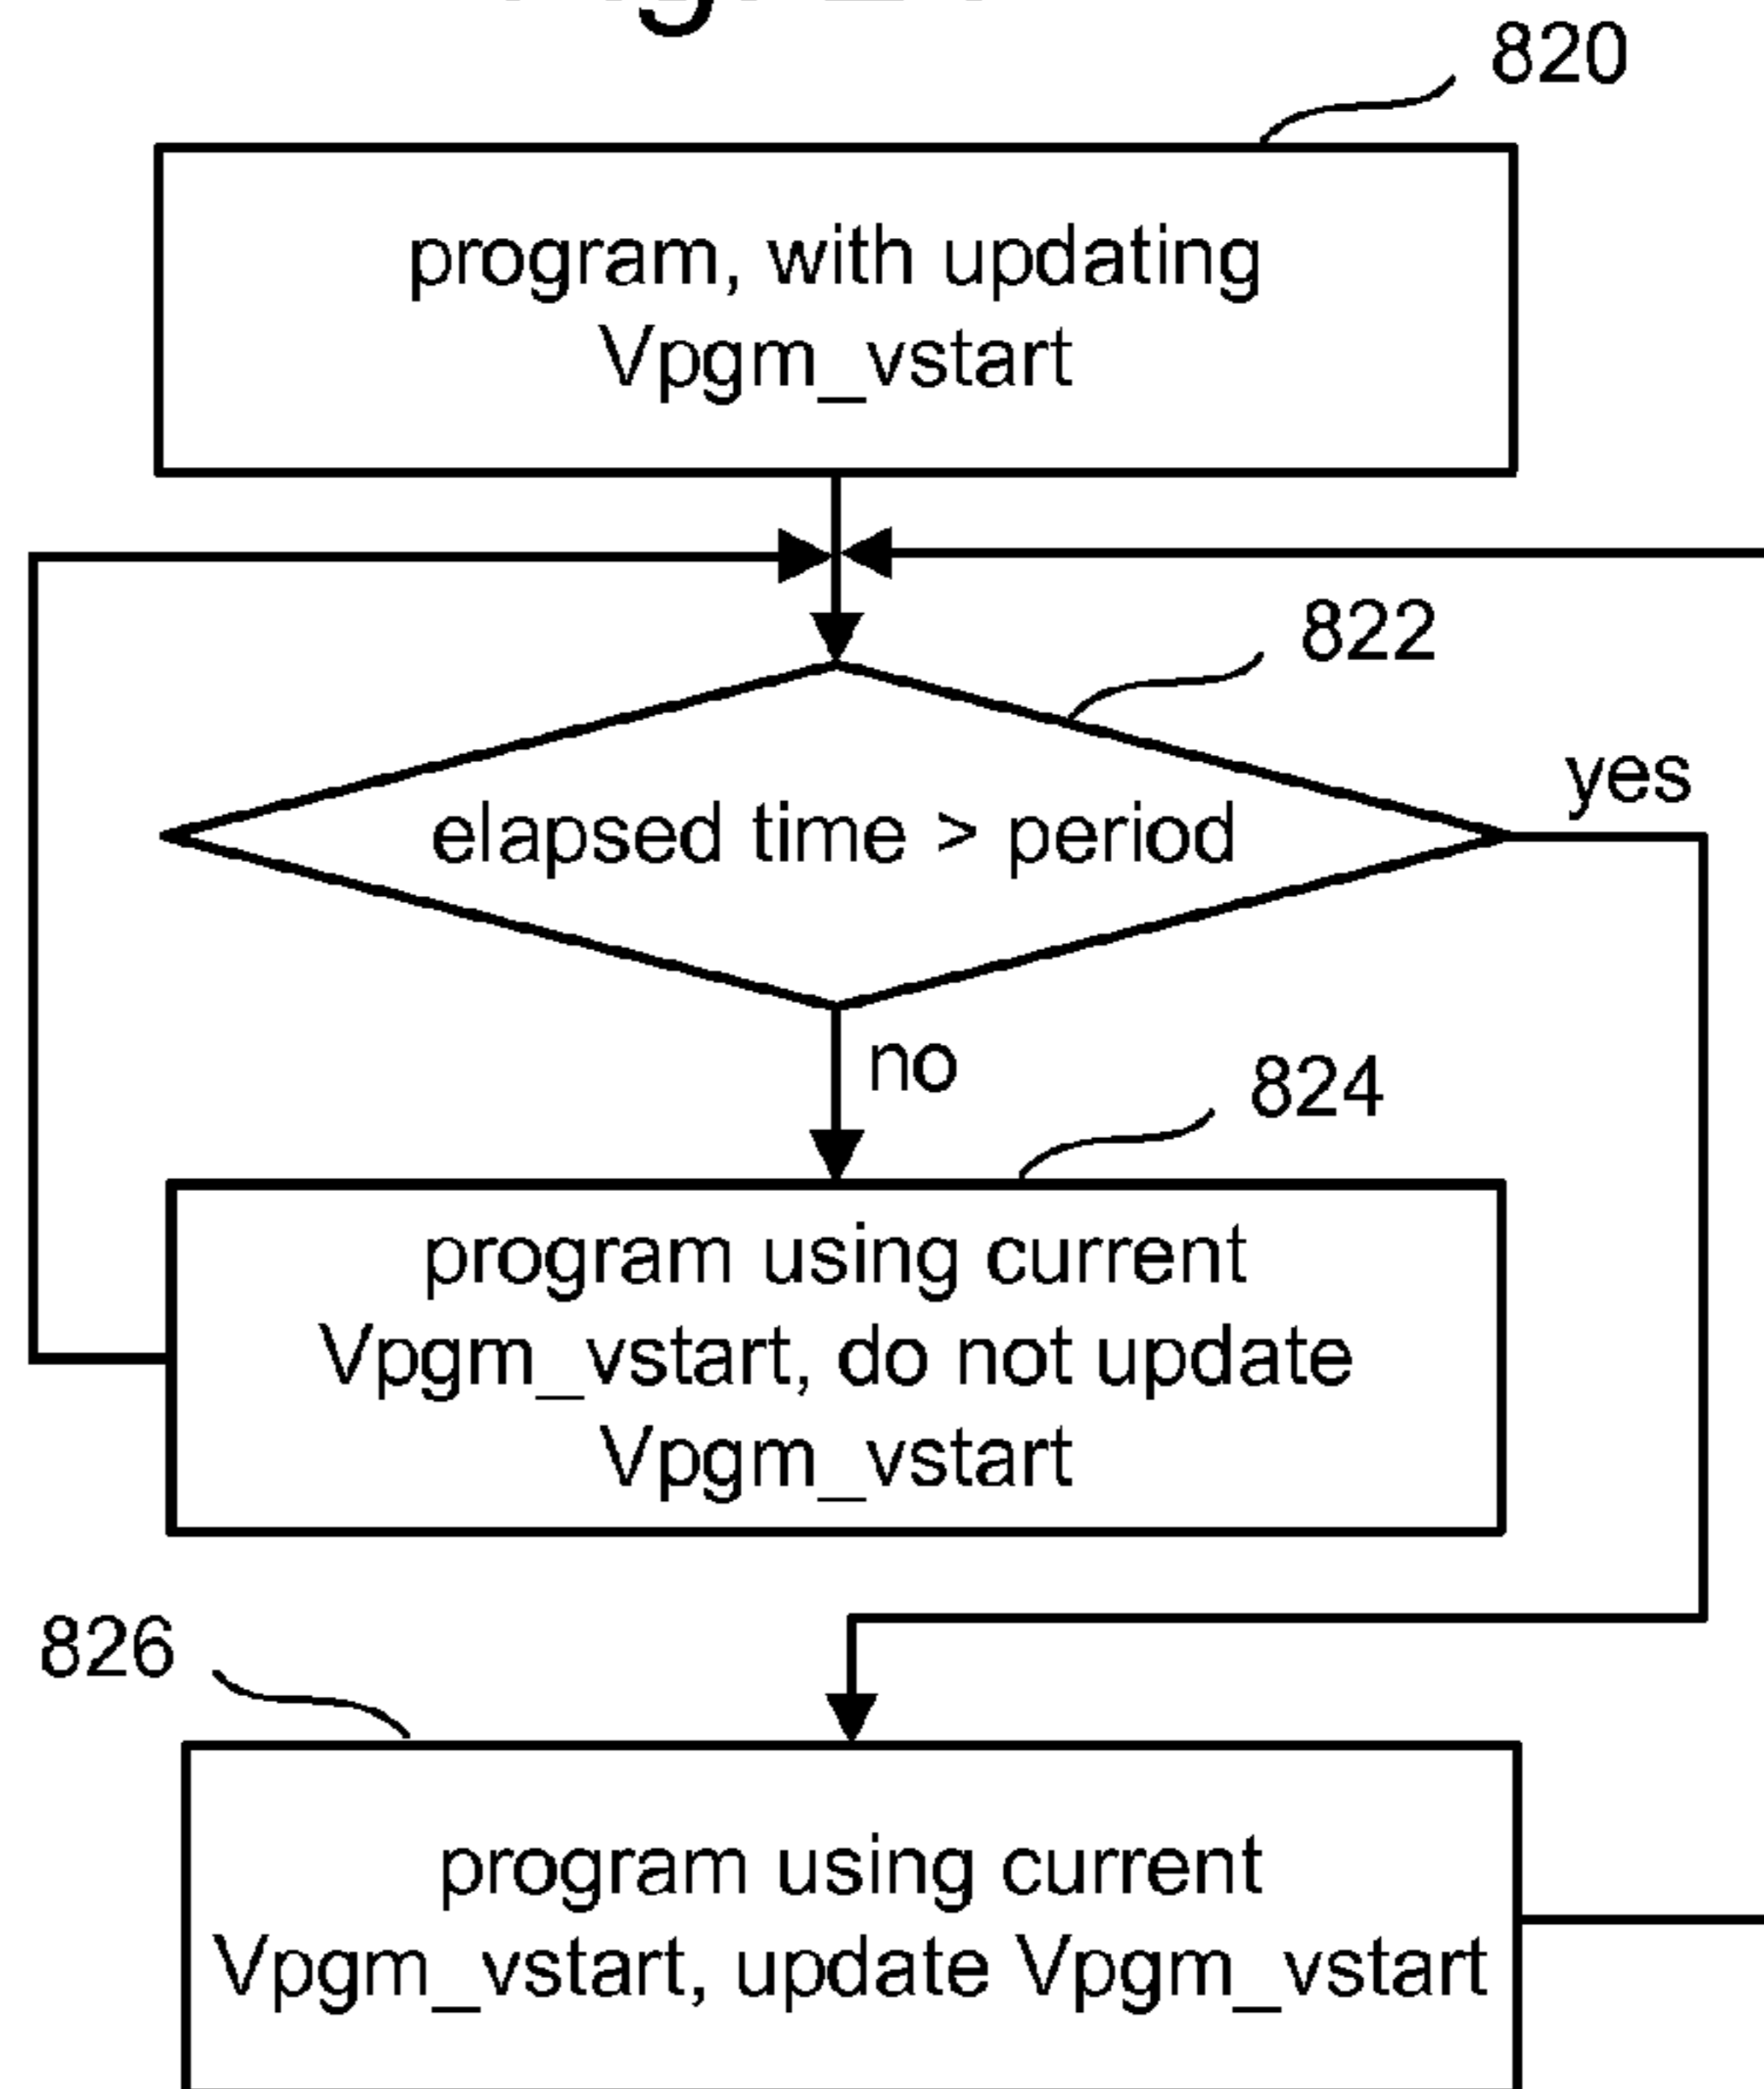 820
program, with updating
Vpgm_vstart
822
yes
elapsed time > period
no
824
program using current
Vpgm_vstart, do not update
Vpgm_vstart
826
program using current
Vpgm_vstart, update Vpgm_vstart